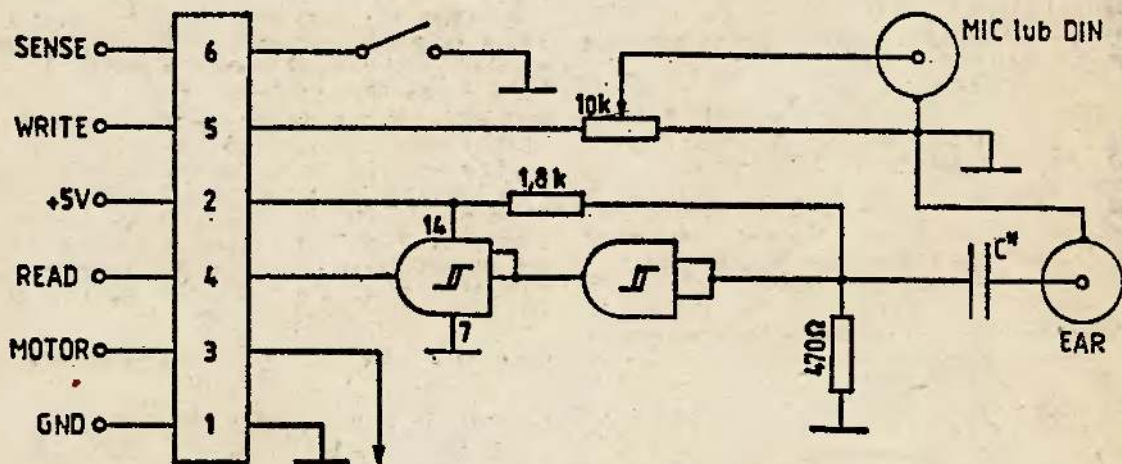 SENSE 6
MIC lub DIN
WRITE 5 10k
+5V 2 1,8k
14
READ 4 C*
7
EAR
MOTOR 3
470Ω
GND 1